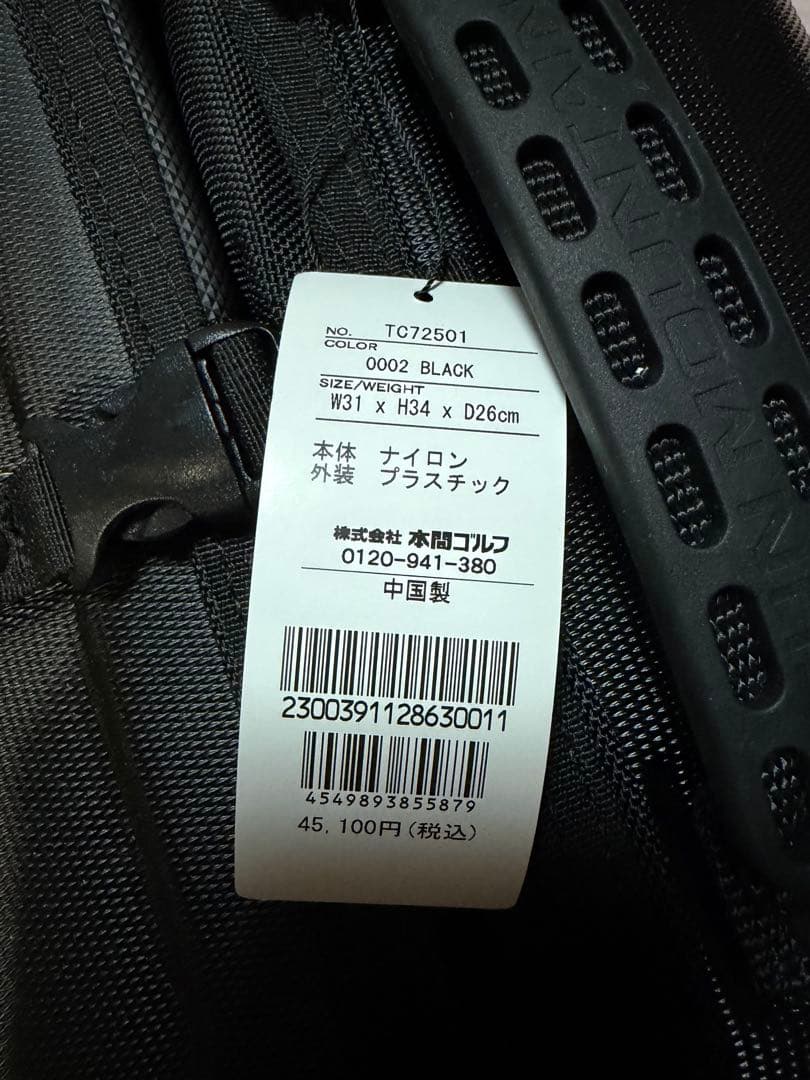 NO. TC72501
COLOR
0002 BLACK
SIZE/WEIGHT
W31 x H34 x D26cm
本体 ナイロン
外装 プラスチック
株式会社 本間ゴルフ
0120-941-380
中国製
2300391128630011
4549893855879
45,100円(税込)
MOUNTAIN